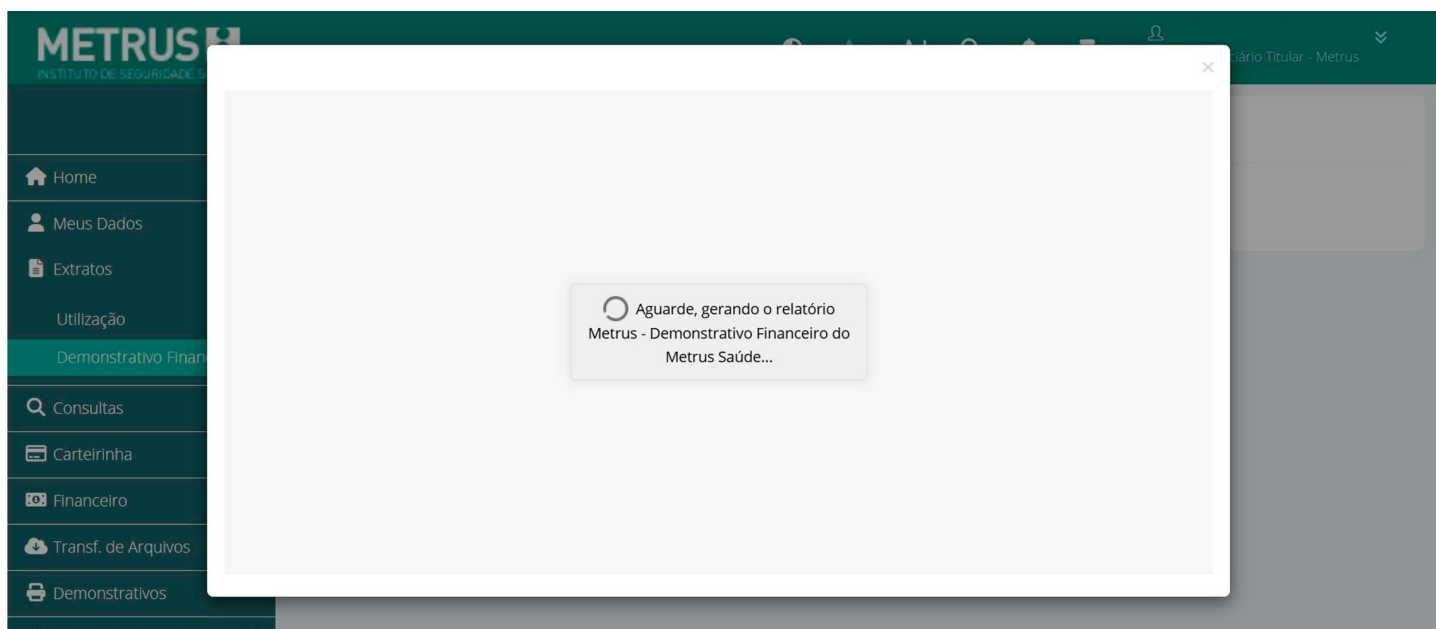 METRUS
INSTITUTO DE SEGURIDADE S
ciário Titular - Metrus
×
Home
Meus Dados
Extratos
Utilização
Demonstrativo Finan
Consultas
Carteirinha
Financeiro
Transf. de Arquivos
Demonstrativos
Aguarde, gerando o relatório
Metrus - Demonstrativo Financeiro do
Metrus Saúde...